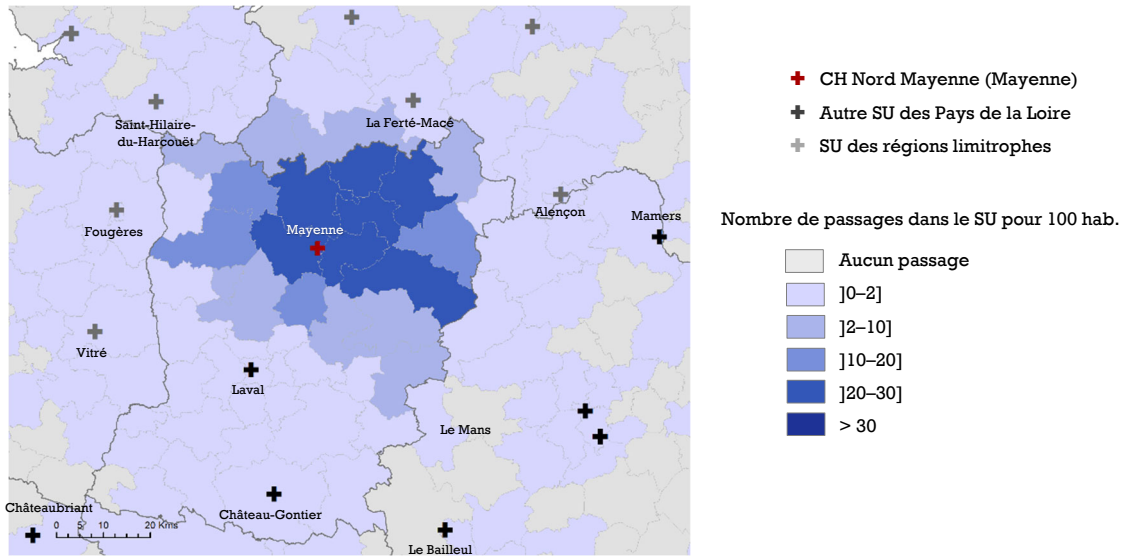 Saint-Hilaire-
du-Harcouët
La Ferté-Macé
Fougères
Mayenne
Alençon
Mamers
Vitré
Laval
Le Mans
Châteaubriant
0 5 10 20 Kms
Château-Gontier
Le Bailleul
CH Nord Mayenne (Mayenne)
Autre SU des Pays de la Loire
SU des régions limitrophes
Nombre de passages dans le SU pour 100 hab.
Aucun passage
]0–2]
]2–10]
]10–20]
]20–30]
> 30